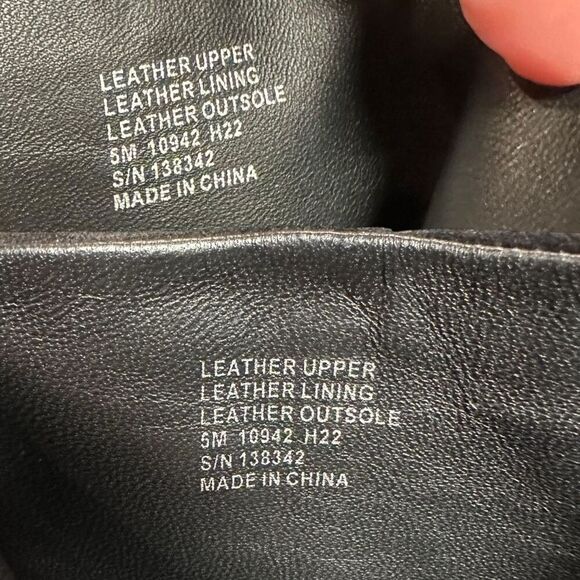 LEATHER UPPER
LEATHER LINING
LEATHER OUTSOLE
5M 10942 H22
S/N 138342
MADE IN CHINA
LEATHER UPPER
LEATHER LINING
LEATHER OUTSOLE
5M 10942 H22
S/N 138342
MADE IN CHINA